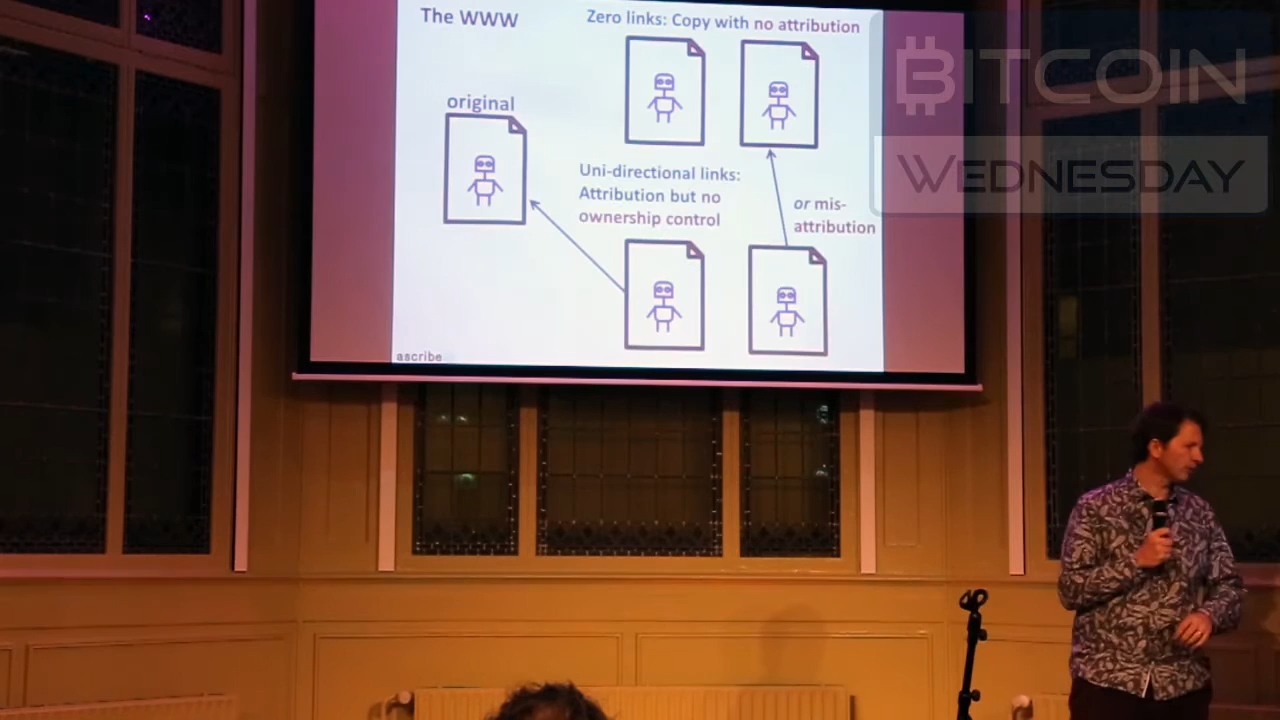 The WWW
Zero links: Copy with no attribution
original
Uni-directional links:
Attribution but no
ownership control
or mis-
attribution
ascribe
BITCOIN
WEDNESDAY